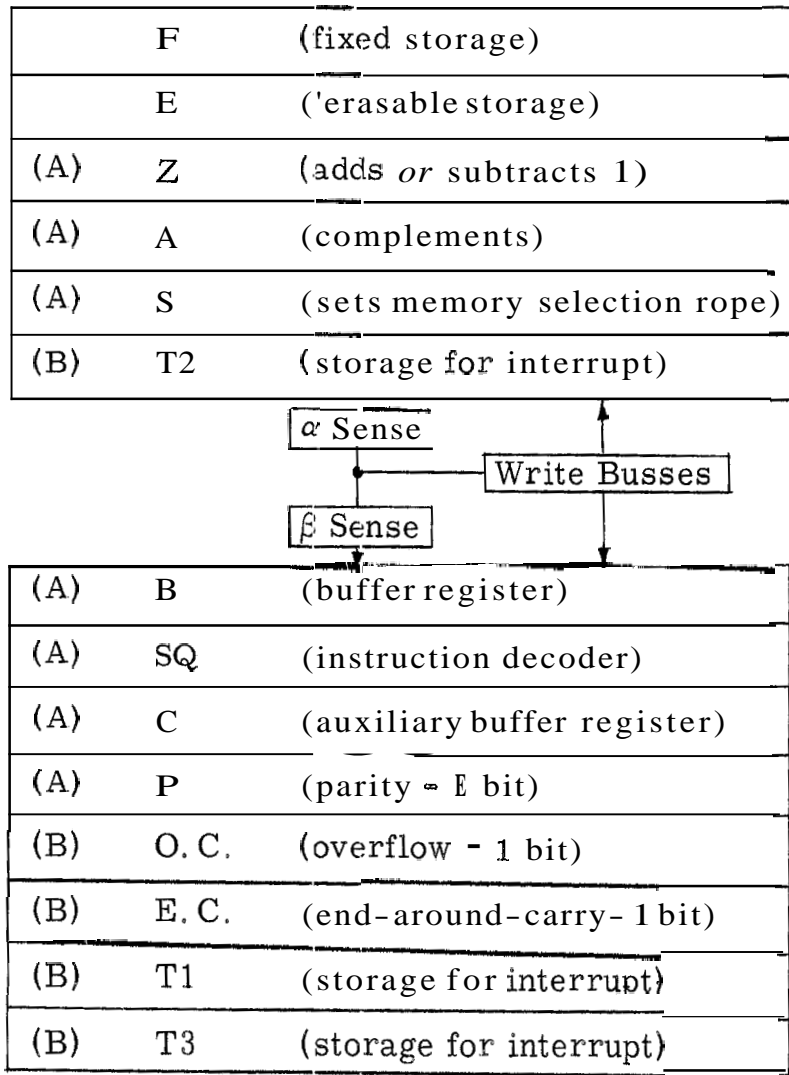 F (fixed storage)
E ('erasable storage)
(A) Z (adds or subtracts 1)
(A) A (complements)
(A) S (sets memory selection rope)
(B) T2 (storage for interrupt)
α Sense
Write Busses
β Sense
(A) B (buffer register)
(A) SQ (instruction decoder)
(A) C (auxiliary buffer register)
(A) P (parity - E bit)
(B) O.C. (overflow - 1 bit)
(B) E.C. (end-around-carry- 1 bit)
(B) T1 (storage for interrupt)
(B) T3 (storage for interrupt)